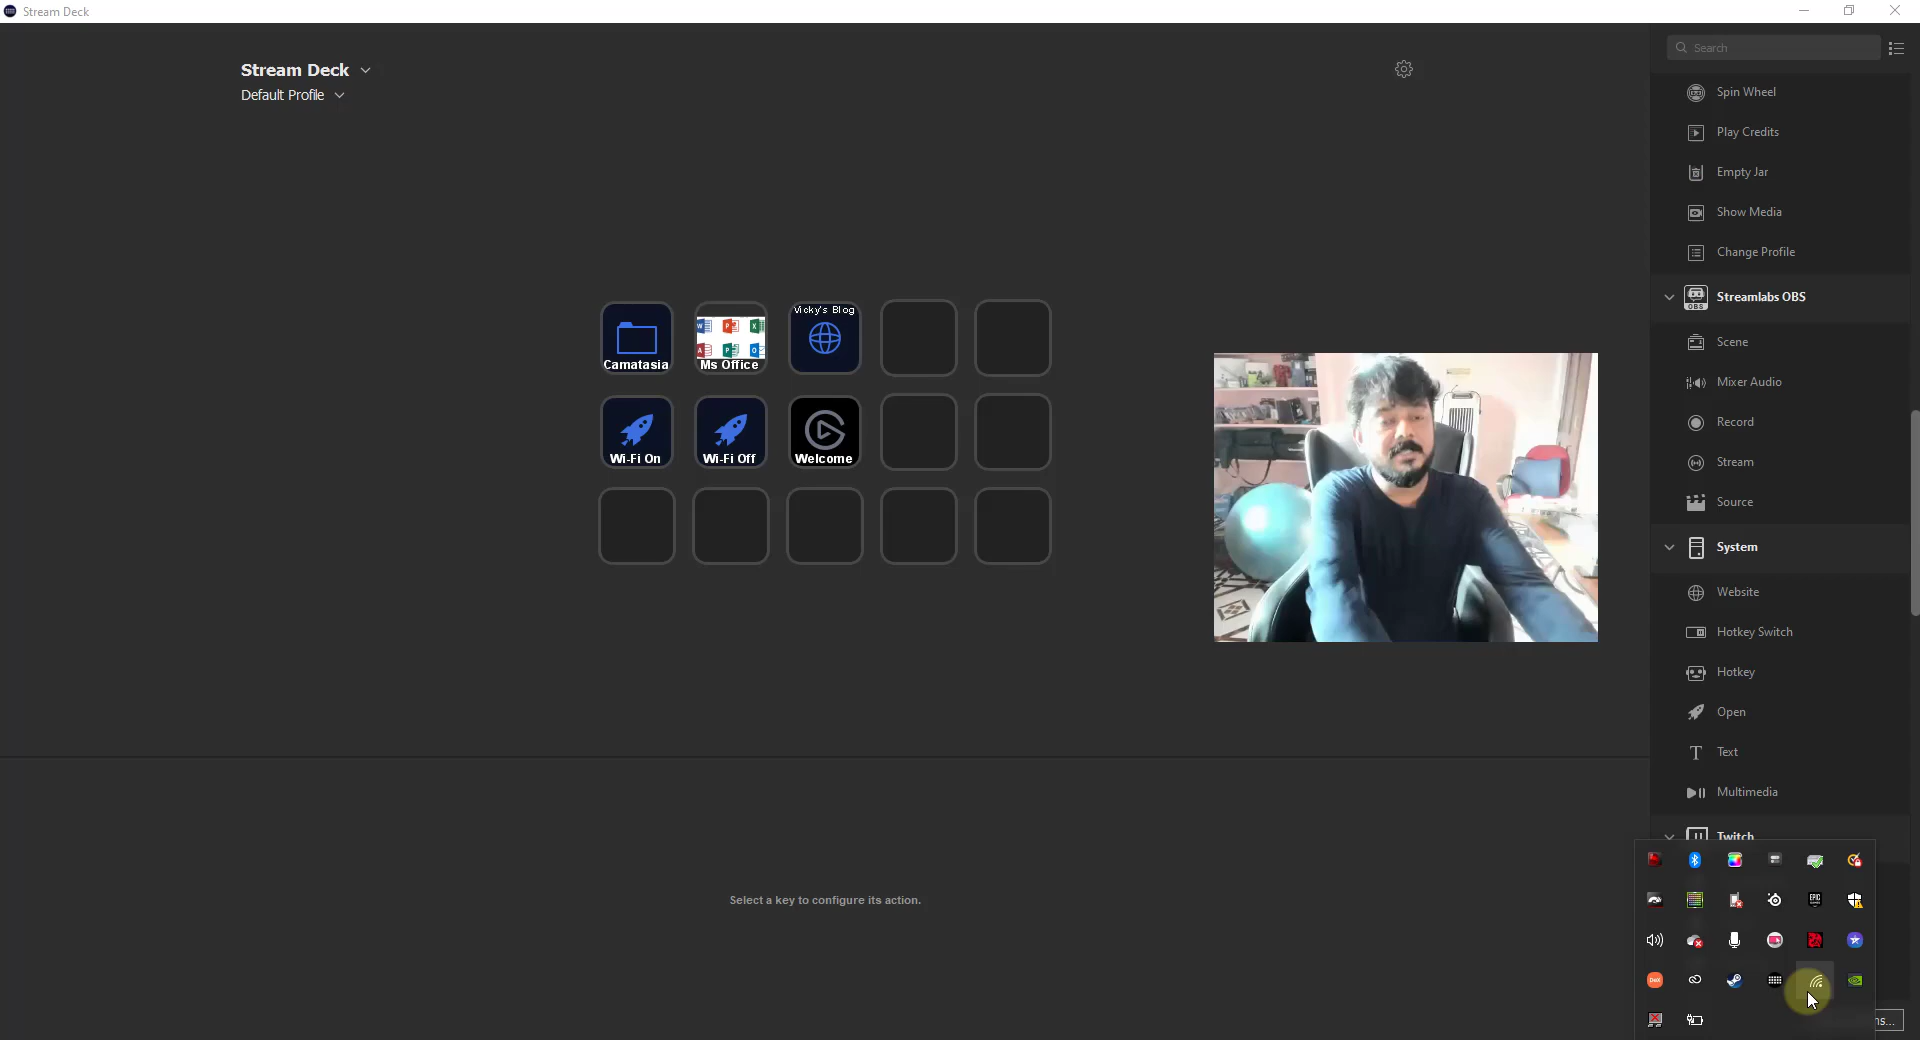 Stream Deck
Stream Deck
Default Profile
Search
Spin Wheel
Play Credits
Empty Jar
Show Media
Change Profile
Streamlabs OBS
Scene
Mixer Audio
Record
Stream
Source
System
Website
Hotkey Switch
Hotkey
Open
Text
Multimedia
Twitch
Camatasia
Ms Office
Vicky's Blog
Wi-Fi On
Wi-Fi Off
Welcome
Select a key to configure its action.
EPIC
ns...